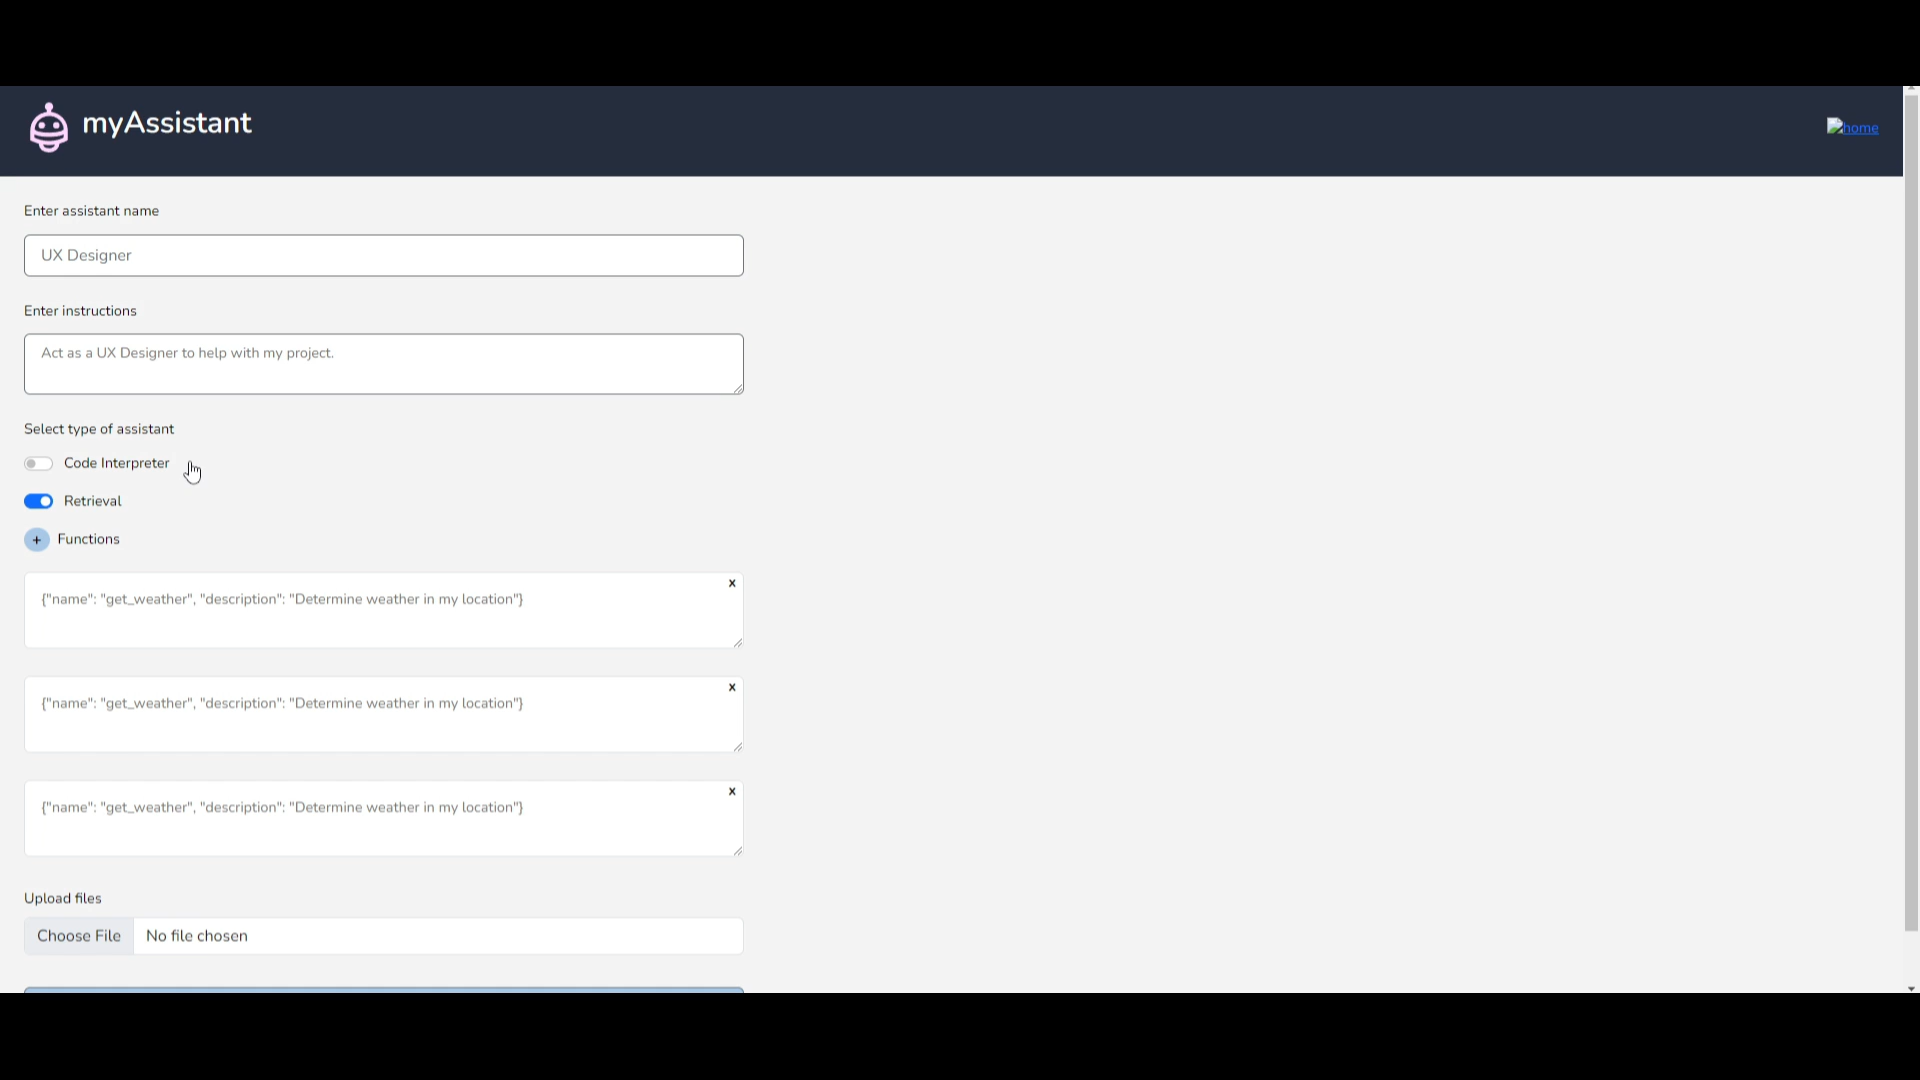 myAssistant
home
Enter assistant name
UX Designer
Enter instructions
Act as a UX Designer to help with my project.
Select type of assistant
Code Interpreter
Retrieval
+ Functions
x
{"name": "get_weather", "description": "Determine weather in my location"}
x
{"name": "get_weather", "description": "Determine weather in my location"}
x
{"name": "get_weather", "description": "Determine weather in my location"}
Upload files
Choose File No file chosen